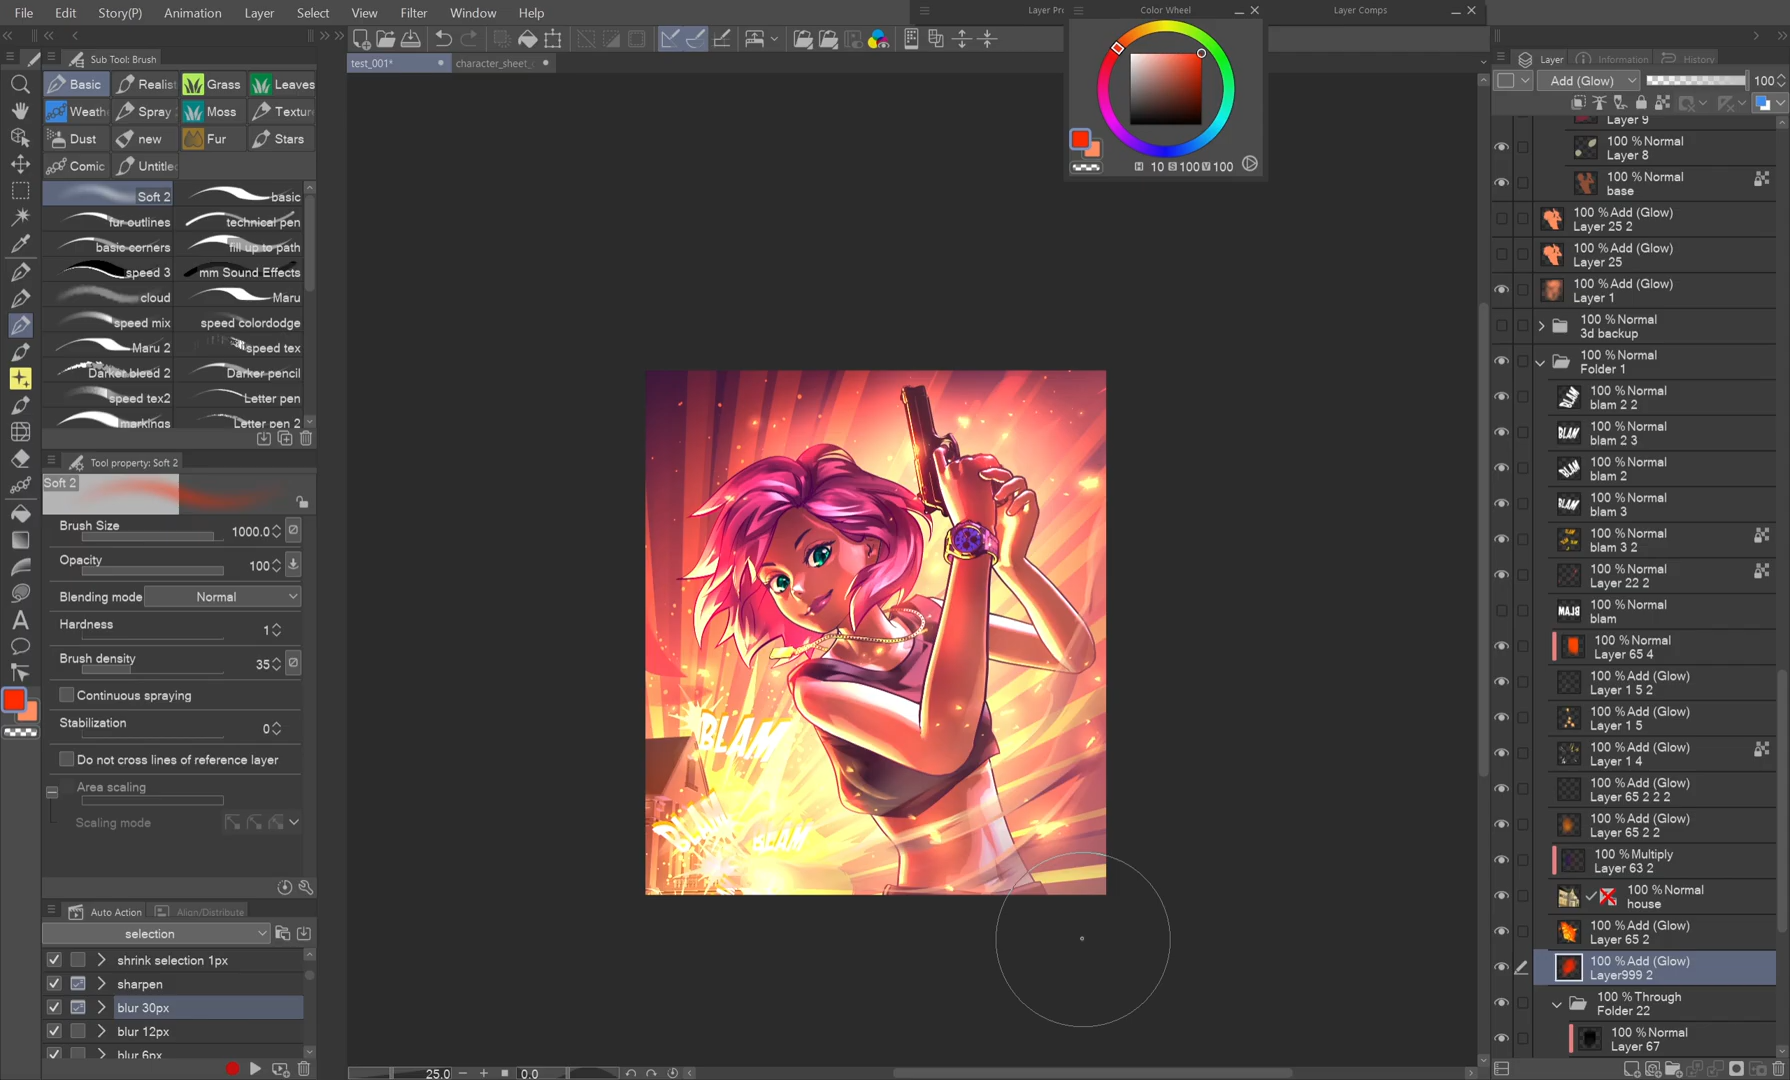 File Edit Story(P) Animation Layer Select View Filter Window Help
Layer Pr
Color Wheel
Layer Comps
Sub Tool: Brush
test_001*
character_sheet_
Layer Information History
Basic Realist Grass Leaves
Weath Spray Moss Textur
Dust new Fur Stars
Comic Untitle
H 10 S 100 V 100
Add (Glow) 100
Soft 2 basic
fur outlines technical pen
basic corners fill up to path
speed 3 mm Sound Effects
cloud Maru
speed mix speed colordodge
Maru 2 speed tex
Darker bleed 2 Darker pencil
speed tex2 Letter pen
markings Letter pen 2
Tool property: Soft 2
Soft 2
Brush Size 1000.0
Opacity 100
Blending mode Normal
Hardness 1
Brush density 35
Continuous spraying
Stabilization 0
Do not cross lines of reference layer
Area scaling
Scaling mode
Auto Action Align/Distribute
selection
shrink selection 1px
sharpen
blur 30px
blur 12px
blur 6px
BLAM
BLAM
BLAM
25.0 0.0
Layer 9
100 %Normal
Layer 8
100 %Normal
base
100 %Add (Glow)
Layer 25 2
100 %Add (Glow)
Layer 25
100 %Add (Glow)
Layer 1
100 %Normal
3d backup
100 %Normal
Folder 1
100 %Normal
blam 2 2
100 %Normal
blam 2 3
100 %Normal
blam 2
100 %Normal
blam 3
100 %Normal
blam 3 2
100 %Normal
Layer 22 2
100 %Normal
blam
100 %Normal
Layer 65 4
100 %Add (Glow)
Layer 1 5 2
100 %Add (Glow)
Layer 1 5
100 %Add (Glow)
Layer 1 4
100 %Add (Glow)
Layer 65 2 2 2
100 %Add (Glow)
Layer 65 2 2
100 %Multiply
Layer 63 2
100 %Normal
house
100 %Add (Glow)
Layer 65 2
100 %Add (Glow)
Layer999 2
100 %Through
Folder 22
100 %Normal
Layer 67